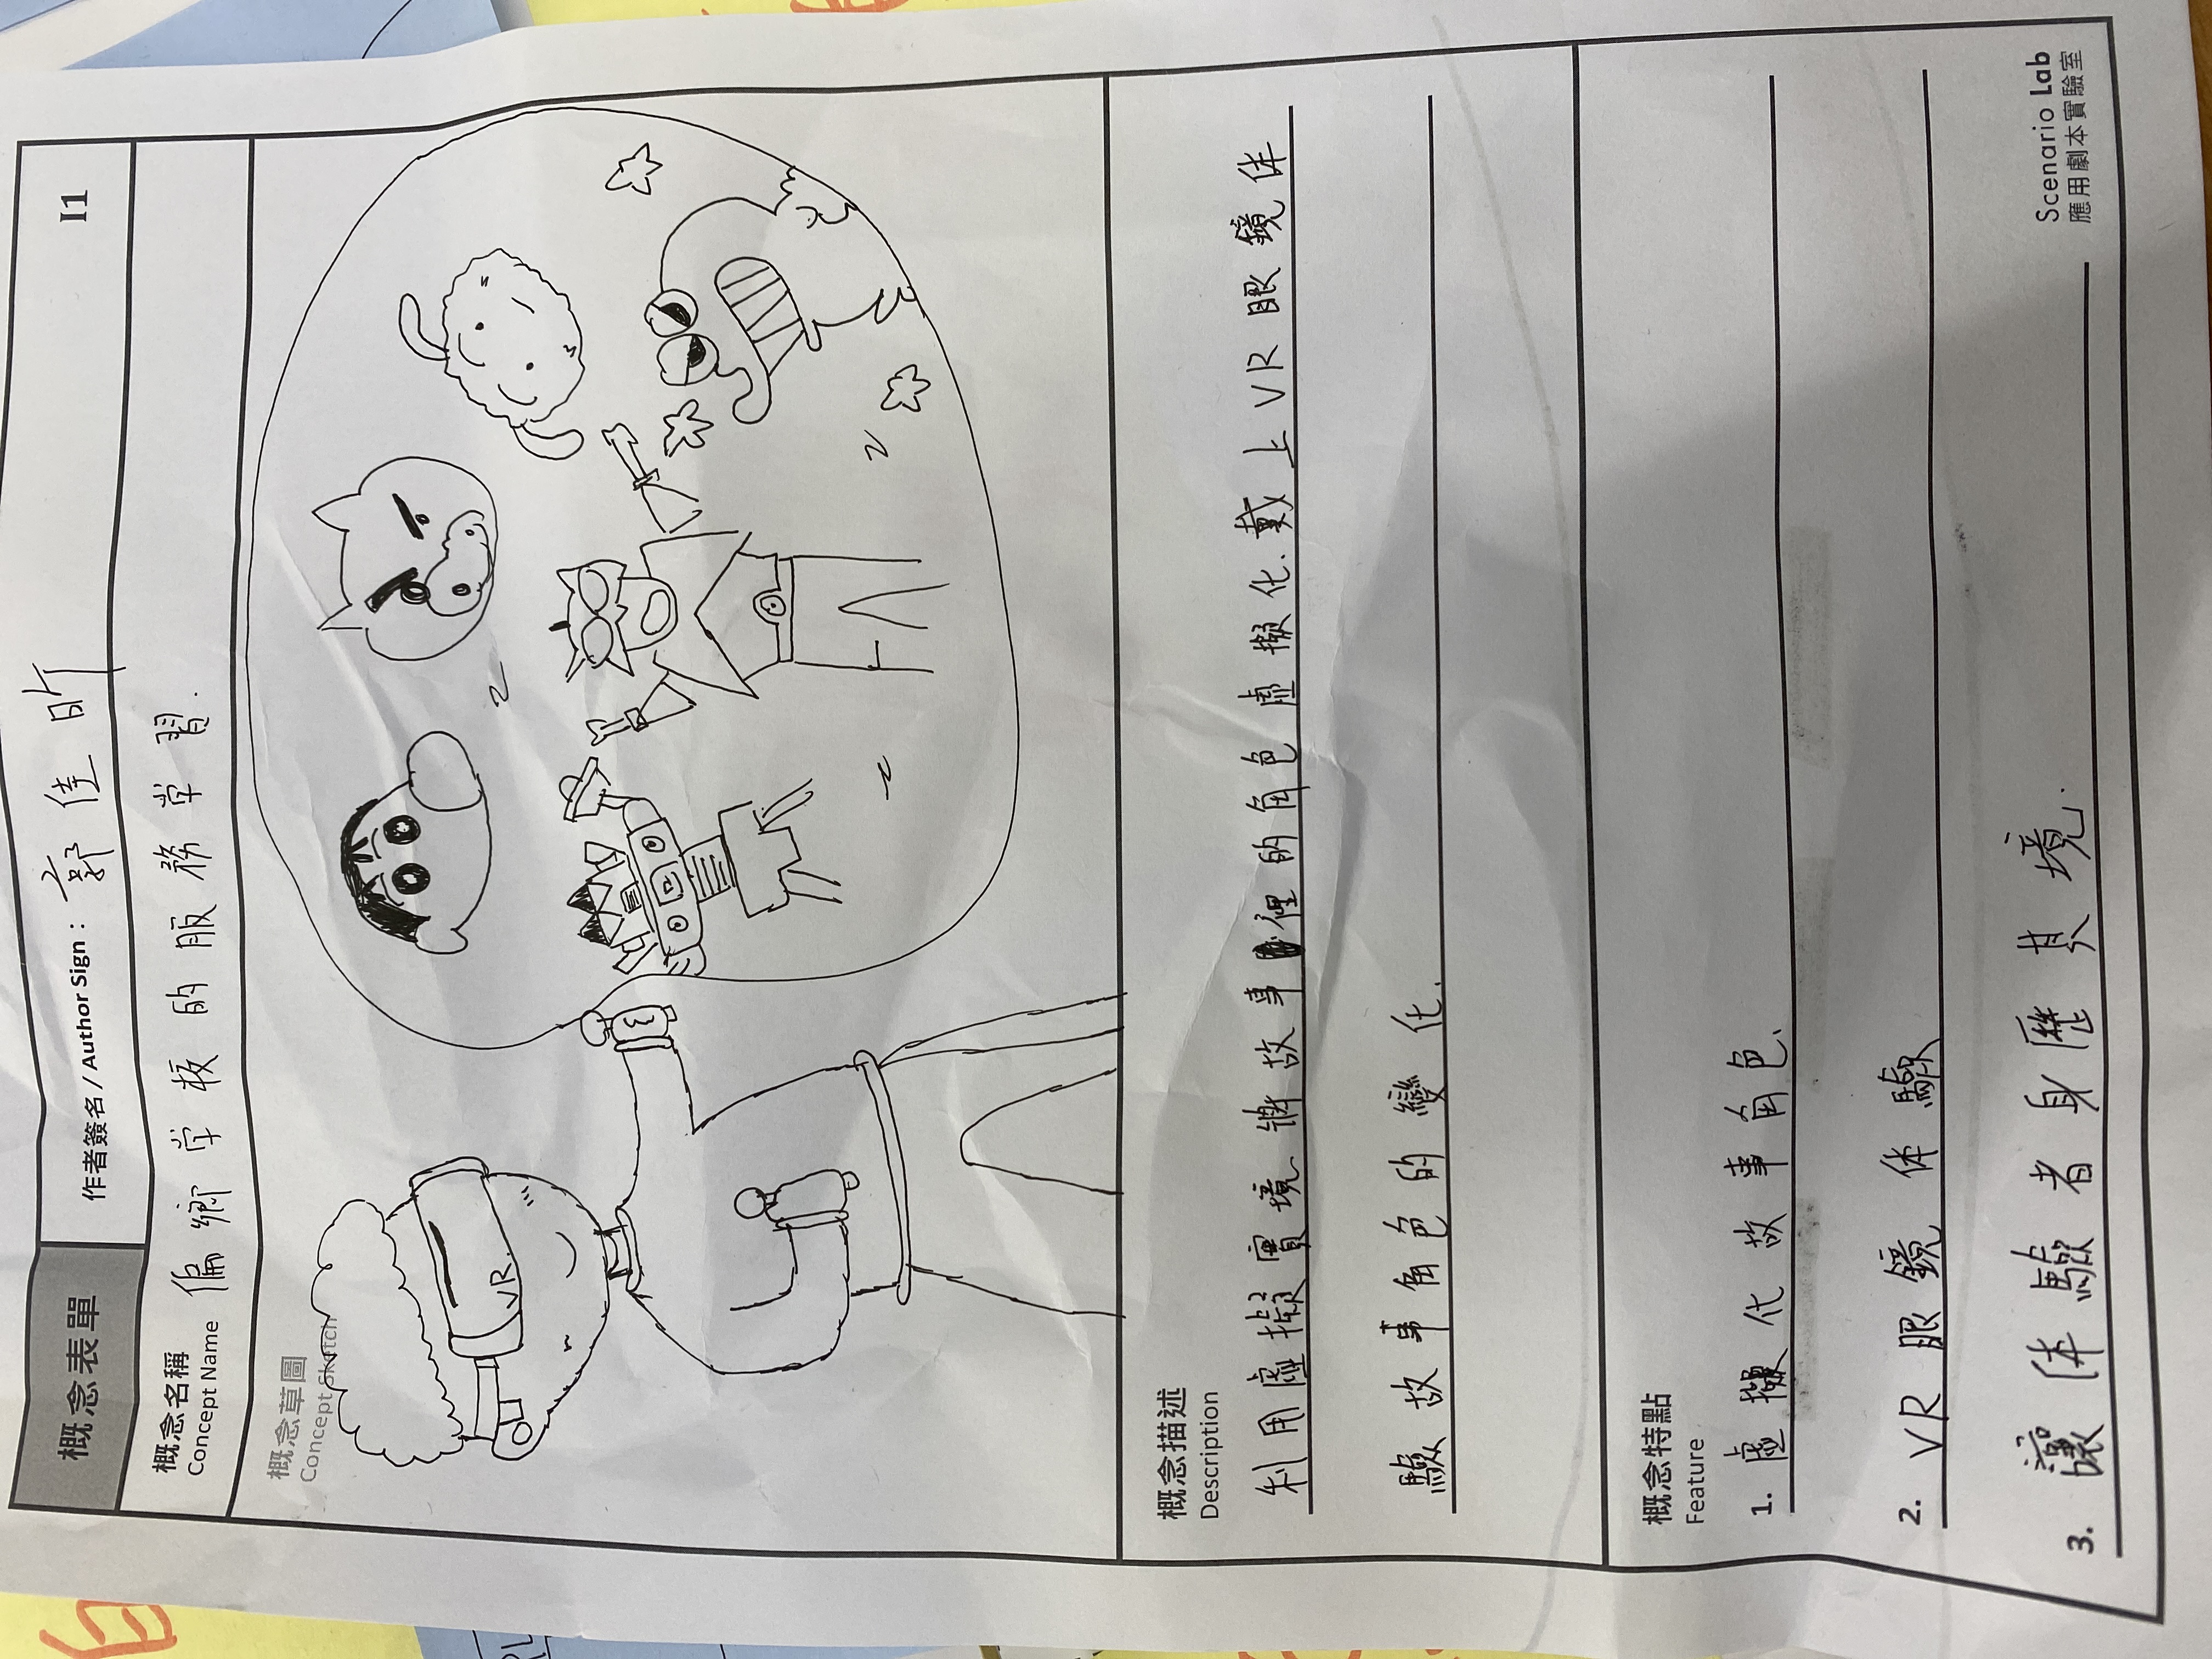 概念表單
作者簽名 / Author Sign : 郭佳昕
I1
概念名稱
Concept Name
偏鄉学校的服務学習.
概念草圖
Concept Sketch
VR.
概念描述
Description
利用虛擬實境將故事裡的角色虛擬化.戴上VR眼鏡体
驗故事角色的變化.
概念特點
Feature
1. 虛擬化故事角色.
2. VR眼鏡体驗
3. 讓体驗者身歷其境.
Scenario Lab
應用劇本實驗室